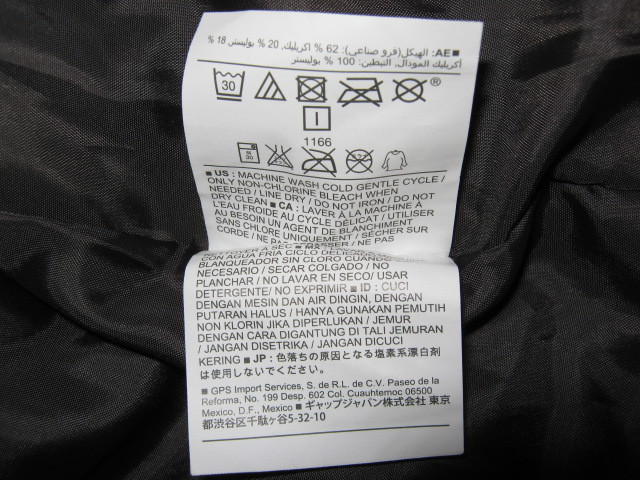 ■ AE: الهيكل(فرو صناعي): 62 % اكريليك, 20 % بوليستر, 18 %
أكريليك المودال, التبطين: 100 % بوليستر
30
®
I
1166
■ US : MACHINE WASH COLD GENTLE CYCLE /
ONLY NON-CHLORINE BLEACH WHEN
NEEDED / LINE DRY / DO NOT IRON / DO NOT
DRY CLEAN ■ CA : LAVER À LA MACHINE À
L'EAU FROIDE AU CYCLE DÉLICAT / UTILISER
AU BESOIN UN AGENT DE BLANCHIMENT
SANS CHLORE UNIQUEMENT / SÉCHER SUR
CORDE / NE PAS REPASSER / NE PAS
NETTOYER À SEC
CON AGUA FRIA CICLO DELICADO
BLANQUEADOR SIN CLORO CUANDO
NECESARIO / SECAR COLGADO / NO
PLANCHAR / NO LAVAR EN SECO/ USAR
DETERGENTE/ NO EXPRIMIR ■ ID : CUCI
DENGAN MESIN DAN AIR DINGIN, DENGAN
PUTARAN HALUS / HANYA GUNAKAN PEMUTIH
NON KLORIN JIKA DIPERLUKAN / JEMUR
DENGAN CARA DIGANTUNG DI TALI JEMURAN
/ JANGAN DISETRIKA / JANGAN DICUCI
KERING ■ JP : 色落ちの原因となる塩素系漂白剤
は使用しないでください。
■ GPS Import Services, S. de R.L. de C.V. Paseo de la
Reforma, No. 199 Desp. 602 Col. Cuauhtemoc 06500
Mexico, D.F., Mexico ■ ギャップジャパン株式会社 東京
都渋谷区千駄ヶ谷5-32-10